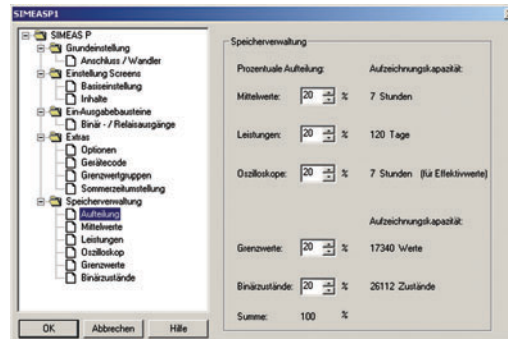 SIMEASP1
SIMEAS P
Grundeinstellung
Anschluss / Wandler
Einstellung Screens
Basiseinstellung
Inhalte
Ein-Ausgabebausteine
Binär - / Relaisausgänge
Extras
Optionen
Gerätecode
Grenzwertgruppen
Sommerzeitumstellung
Speicherverwaltung
Aufteilung
Mittelwerte
Leistungen
Oszilloskop
Grenzwerte
Binärzustände
OK Abbrechen Hilfe
Speicherverwaltung
Prozentuale Aufteilung: Aufzeichnungskapazität:
Mittelwerte: 20 % 7 Stunden
Leistungen: 20 % 120 Tage
Oszilloskope: 20 % 7 Stunden (für Effektivwerte)
Aufzeichnungskapazität:
Grenzwerte: 20 % 17340 Werte
Binärzustände: 20 % 26112 Zustände
Summe: 100 %